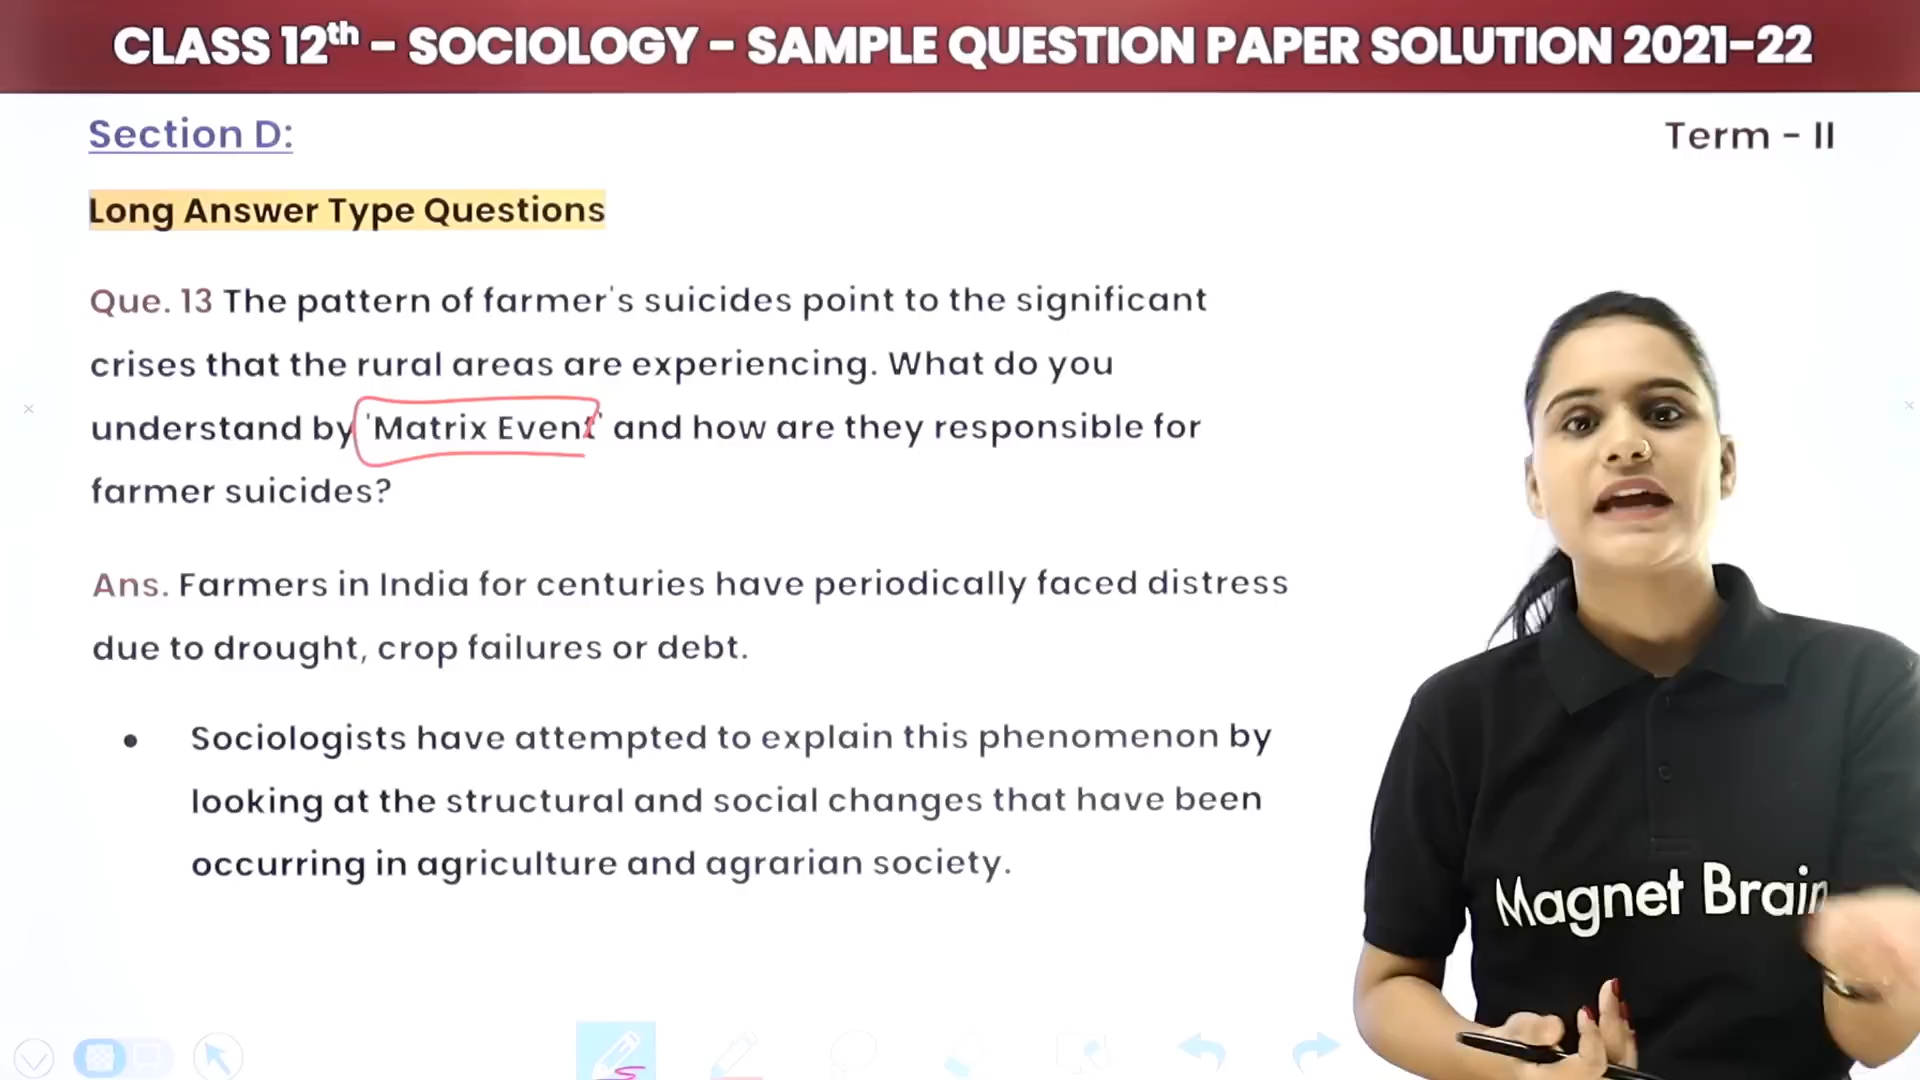 CLASS 12th – SOCIOLOGY – SAMPLE QUESTION PAPER SOLUTION 2021-22
Section D:
Term - II
Long Answer Type Questions
Que. 13 The pattern of farmer's suicides point to the significant
crises that the rural areas are experiencing. What do you
understand by 'Matrix Event' and how are they responsible for
farmer suicides?
Ans. Farmers in India for centuries have periodically faced distress
due to drought, crop failures or debt.
• Sociologists have attempted to explain this phenomenon by
looking at the structural and social changes that have been
occurring in agriculture and agrarian society.
Magnet Brain